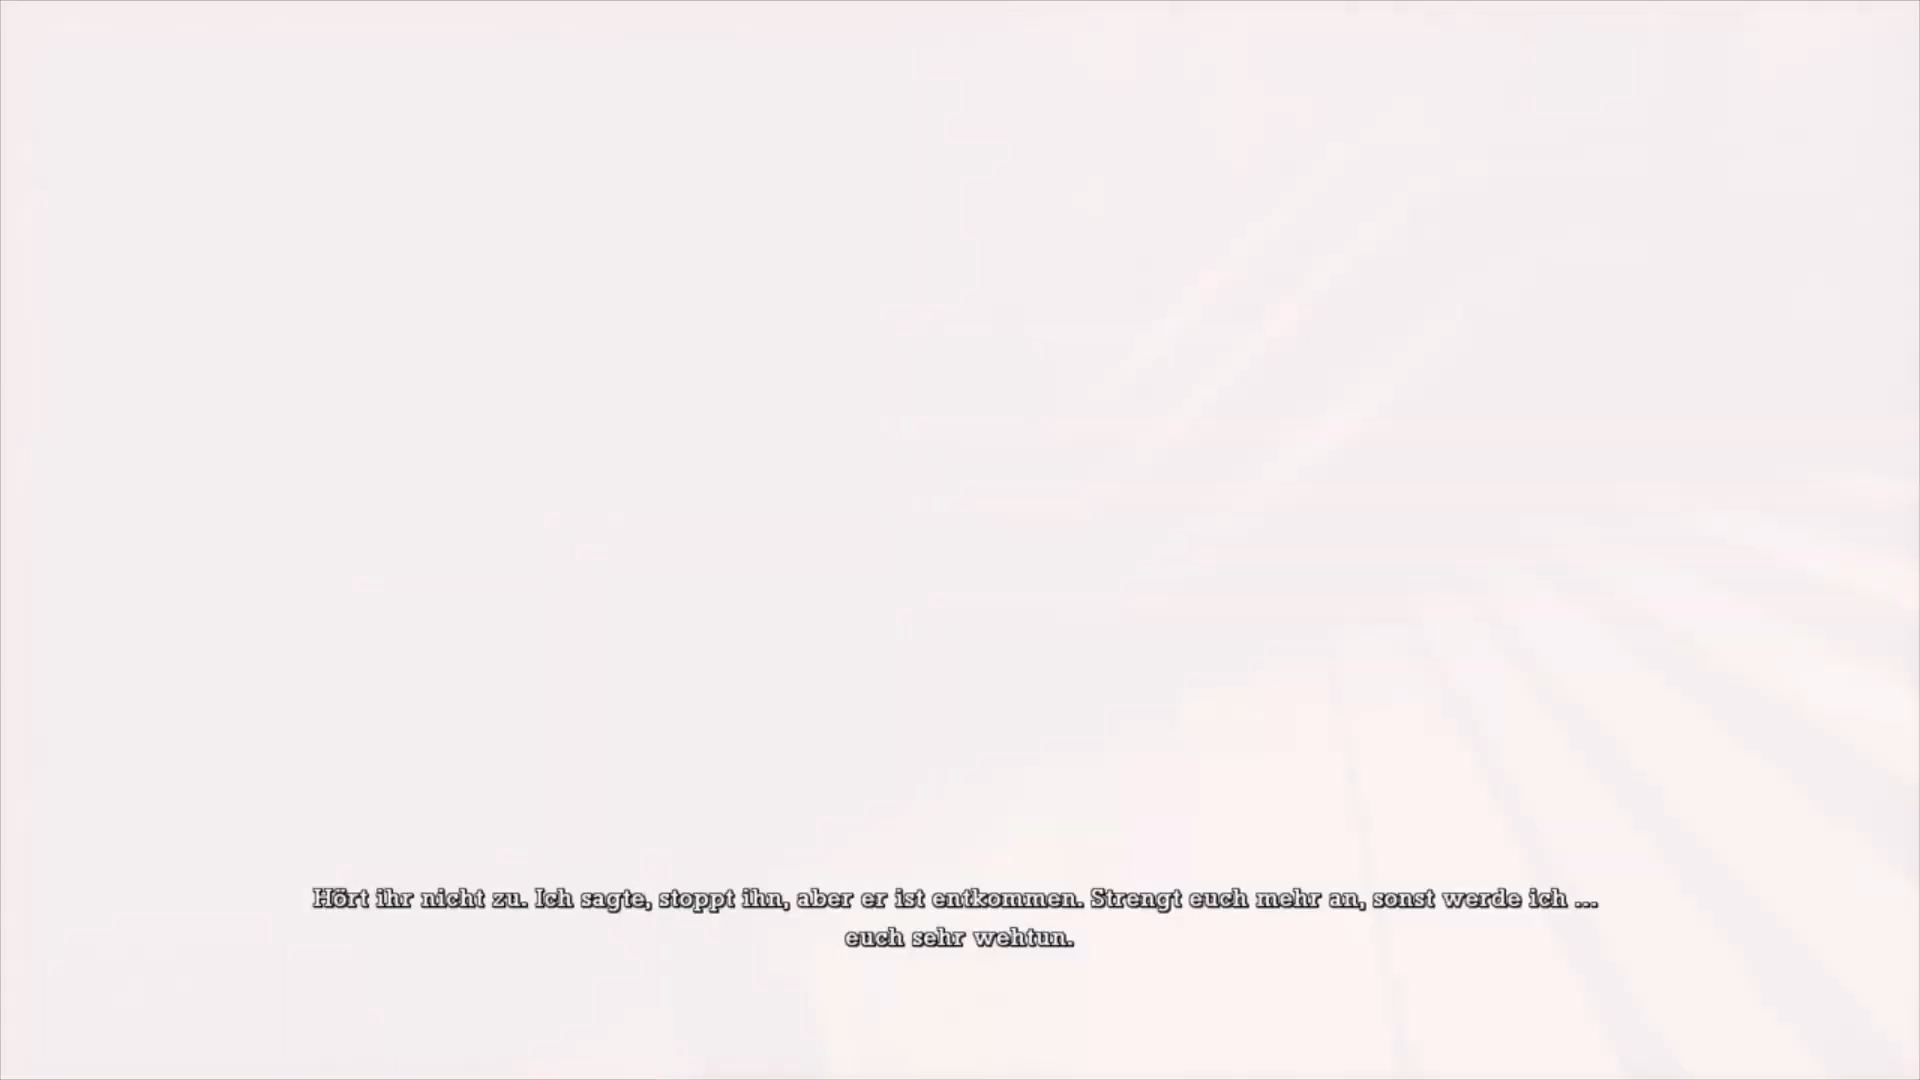 Hört ihr nicht zu. Ich sagte, stoppt ihn, aber er ist entkommen. Strengt euch mehr an, sonst werde ich ...
euch sehr wehtun.